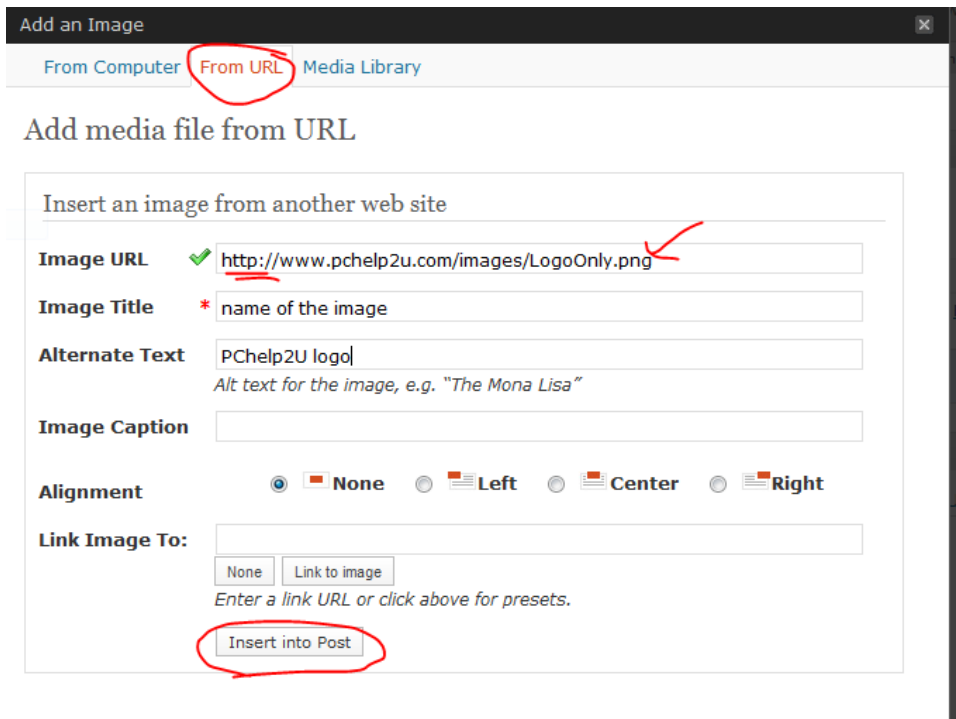 Add an Image
From Computer From URL Media Library
Add media file from URL
Insert an image from another web site
Image URL http://www.pchelp2u.com/images/LogoOnly.png
Image Title * name of the image
Alternate Text PChelp2U logo
Alt text for the image, e.g. “The Mona Lisa”
Image Caption
Alignment None Left Center Right
Link Image To:
None Link to image
Enter a link URL or click above for presets.
Insert into Post